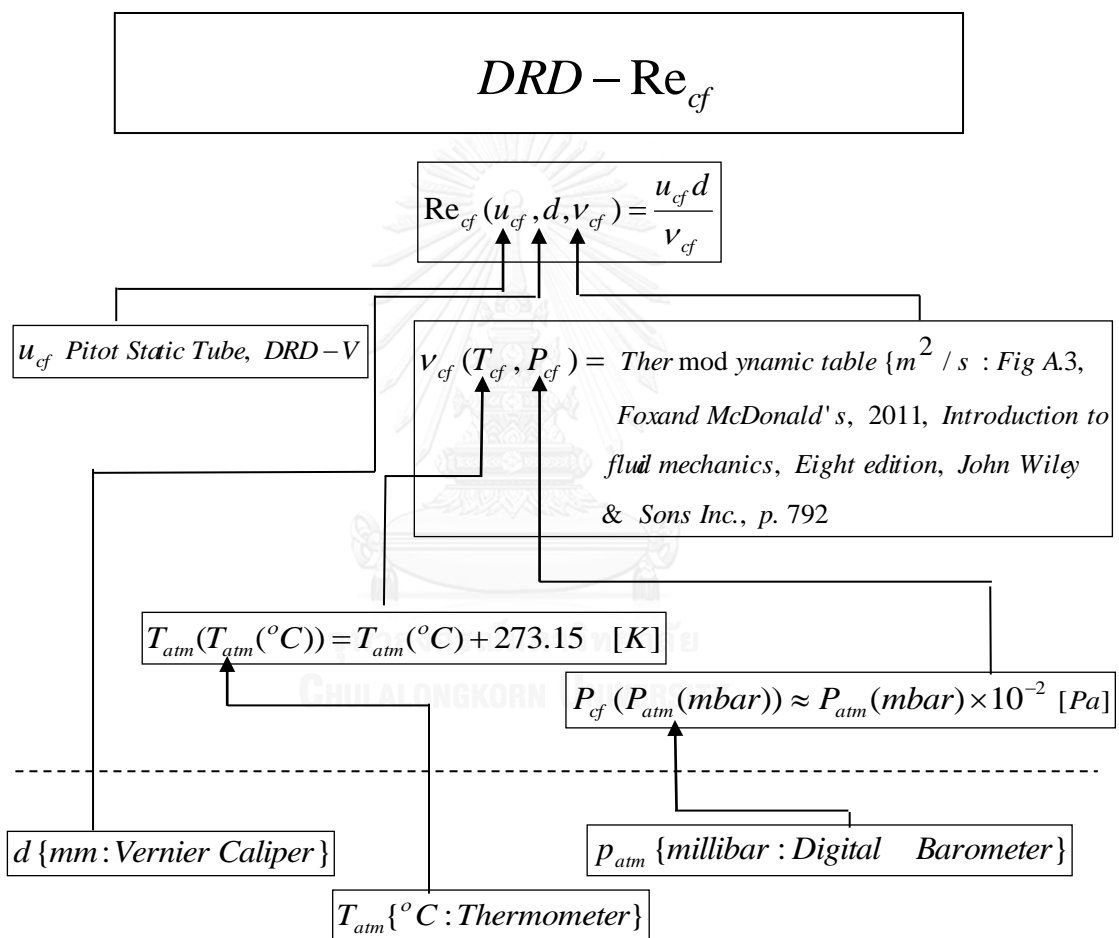 DRD − Re_cf
Re_cf (u_cf , d, ν_cf) = u_cf d / ν_cf
u_cf Pitot Static Tube, DRD − V
ν_cf (T_cf , P_cf ) = Ther mod ynamic table {m^2 / s : Fig A.3,
Foxand McDonald's, 2011, Introduction to
fluid mechanics, Eight edition, John Wiley
& Sons Inc., p. 792
T_atm (T_atm (°C)) = T_atm (°C) + 273.15 [K]
CHULALONGKORN UNIVERSITY
P_cf (P_atm (mbar)) ≈ P_atm (mbar) × 10^−2 [Pa]
d {mm : Vernier Caliper}
p_atm {millibar : Digital Barometer}
T_atm {°C : Thermometer}